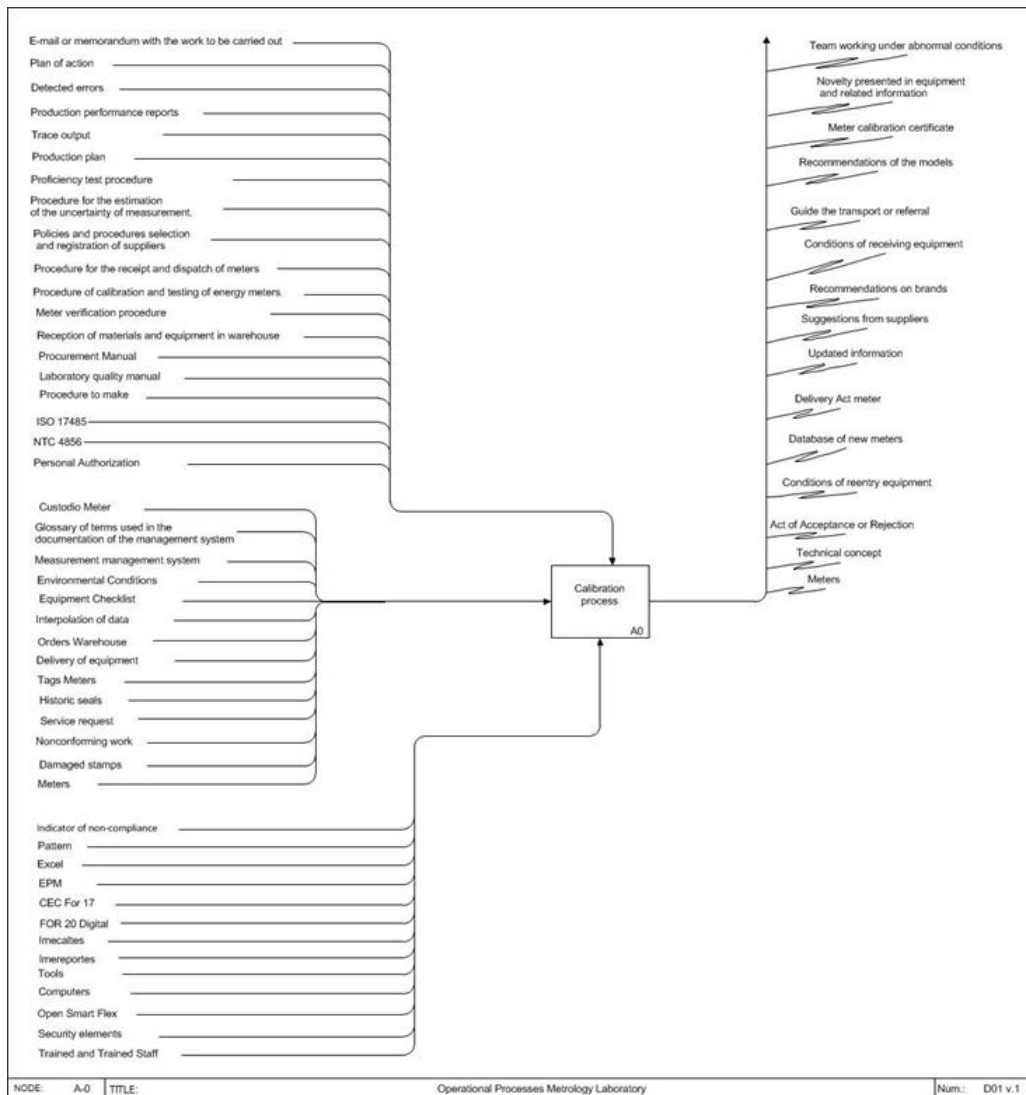 E-mail or memorandum with the work to be carried out
Plan of action
Detected errors
Production performance reports
Trace output
Production plan
Proficiency test procedure
Procedure for the estimation
of the uncertainty of measurement.
Policies and procedures selection
and registration of suppliers
Procedure for the receipt and dispatch of meters
Procedure of calibration and testing of energy meters.
Meter verification procedure
Reception of materials and equipment in warehouse
Procurement Manual
Laboratory quality manual
Procedure to make
ISO 17485
NTC 4856
Personal Authorization
Custodio Meter
Glossary of terms used in the
documentation of the management system
Measurement management system
Environmental Conditions
Equipment Checklist
Interpolation of data
Orders Warehouse
Delivery of equipment
Tags Meters
Historic seals
Service request
Nonconforming work
Damaged stamps
Meters
Indicator of non-compliance
Pattern
Excel
EPM
CEC For 17
FOR 20 Digital
Imecaltes
Imereportes
Tools
Computers
Open Smart Flex
Security elements
Trained and Trained Staff
Calibration
process
A0
Team working under abnormal conditions
Novelty presented in equipment
and related information
Meter calibration certificate
Recommendations of the models
Guide the transport or referral
Conditions of receiving equipment
Recommendations on brands
Suggestions from suppliers
Updated information
Delivery Act meter
Database of new meters
Conditions of reentry equipment
Act of Acceptance or Rejection
Technical concept
Meters
NODE: A-0 TITLE: Operational Processes Metrology Laboratory Num.: D01 v.1